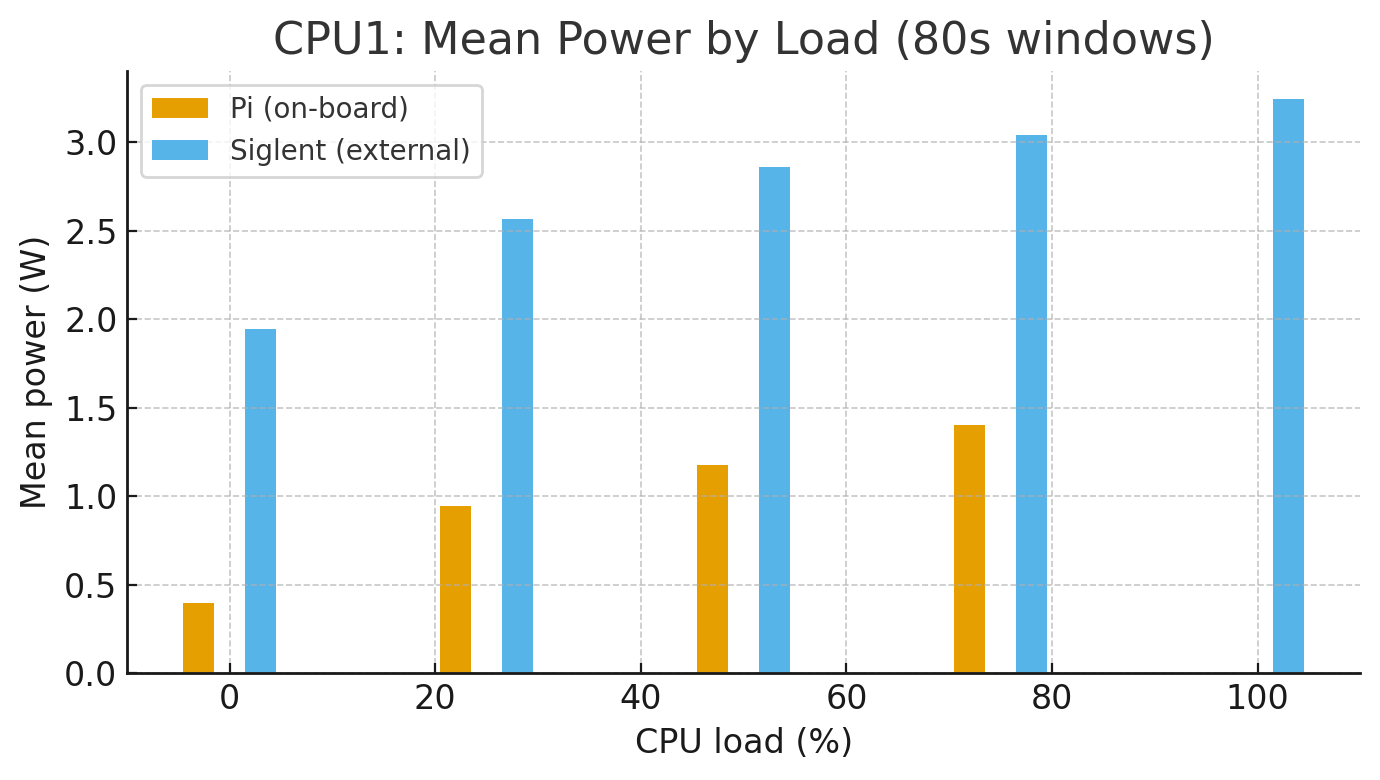 CPU1: Mean Power by Load (80s windows)
Pi (on-board)
Siglent (external)
Mean power (W)
3.0
2.5
2.0
1.5
1.0
0.5
0.0
0 20 40 60 80 100
CPU load (%)